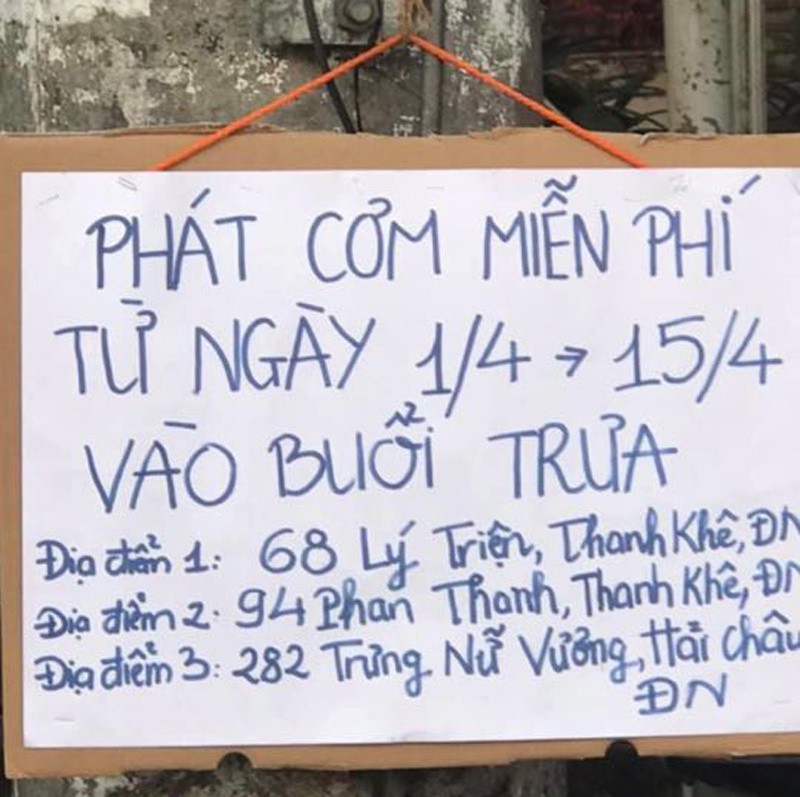 PHÁT CƠM MIỄN PHÍ
TỪ NGÀY 1/4 → 15/4
VÀO BUỔI TRƯA
Địa điểm 1: 68 Lý Triện, Thanh Khê, ĐN
Địa điểm 2: 94 Phan Thanh, Thanh Khê, ĐN
Địa điểm 3: 282 Trưng Nữ Vương, Hải Châu
ĐN